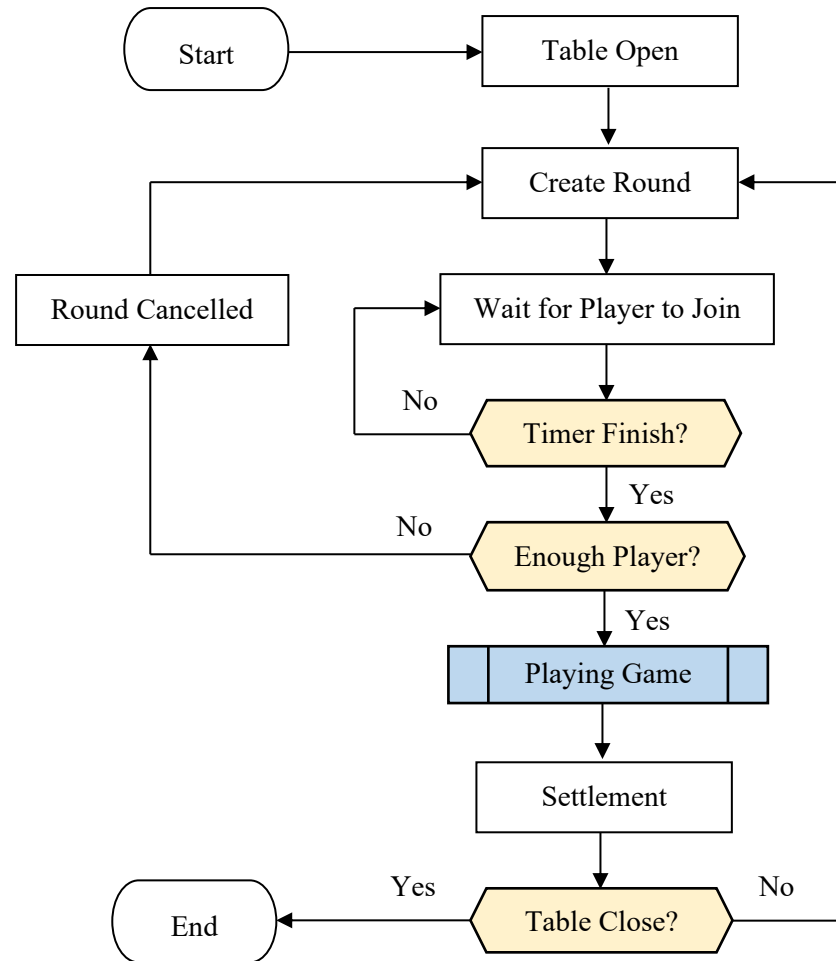 Start
Table Open
Create Round
Round Cancelled
Wait for Player to Join
No
Timer Finish?
Yes
No
Enough Player?
Yes
Playing Game
Settlement
Yes
No
End
Table Close?